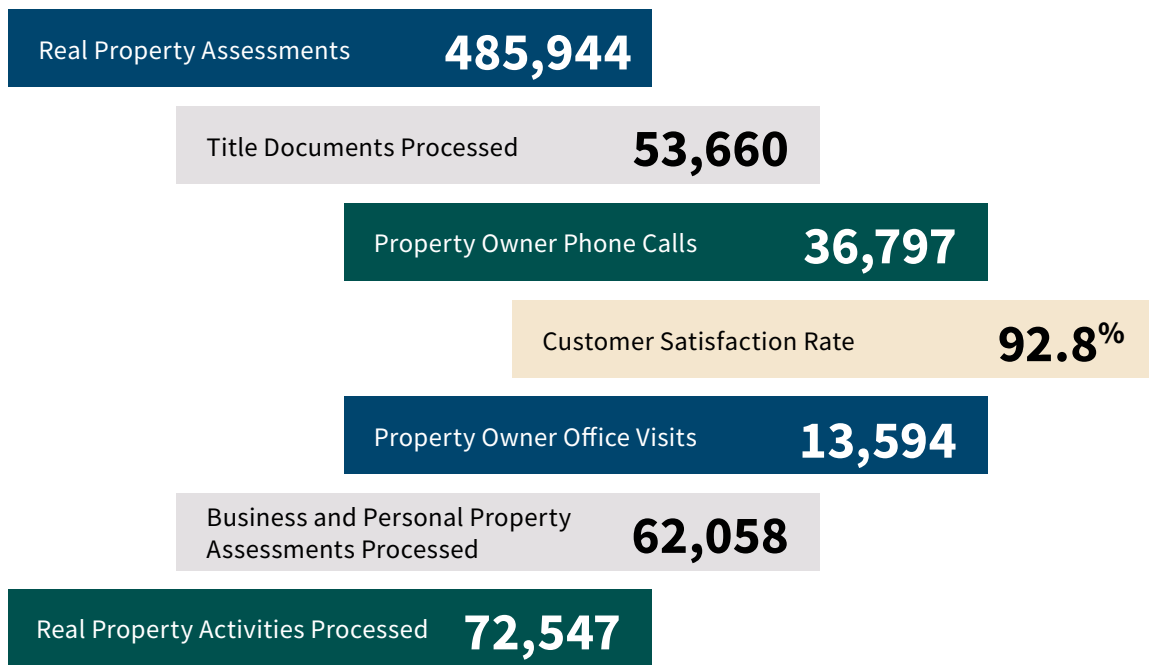 Real Property Assessments 485,944
Title Documents Processed 53,660
Property Owner Phone Calls 36,797
Customer Satisfaction Rate 92.8%
Property Owner Office Visits 13,594
Business and Personal Property
Assessments Processed 62,058
Real Property Activities Processed 72,547